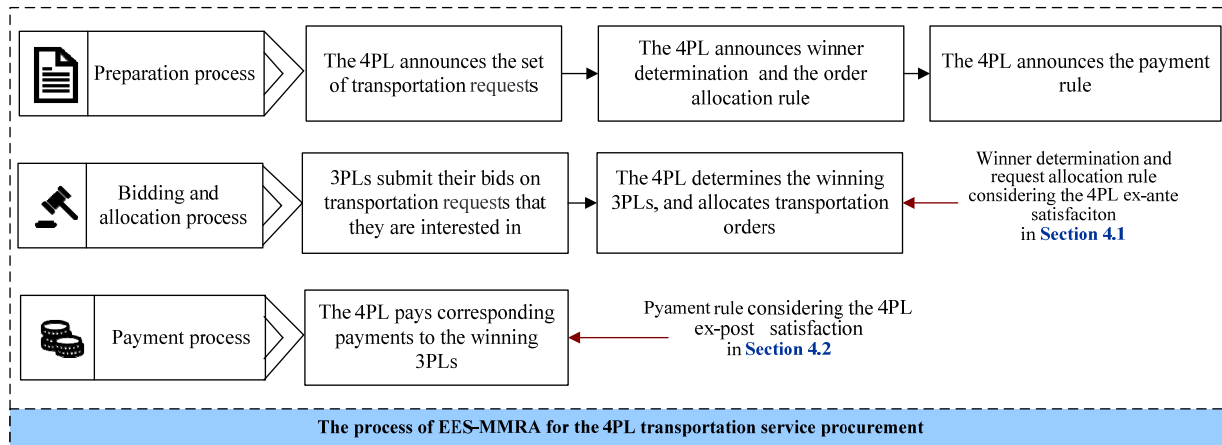 Preparation process
The 4PL announces the set
of transportation requests
The 4PL announces winner
determination and the order
allocation rule
The 4PL announces the payment
rule
Bidding and
allocation process
3PLs submit their bids on
transportation requests that
they are interested in
The 4PL determines the winning
3PLs, and allocates transportation
orders
Winner determination and
request allocation rule
considering the 4PL ex-ante
satisfaciton
in Section 4.1
Payment process
The 4PL pays corresponding
payments to the winning
3PLs
Pyament rule considering the 4PL
ex-post satisfaction
in Section 4.2
The process of EES-MMRA for the 4PL transportation service procurement